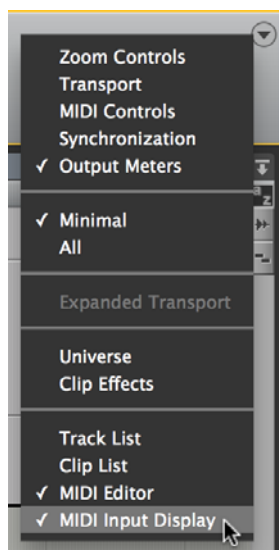 Zoom Controls
Transport
MIDI Controls
Synchronization
✓ Output Meters
✓ Minimal
All
Expanded Transport
Universe
Clip Effects
Track List
Clip List
✓ MIDI Editor
✓ MIDI Input Display
a
z